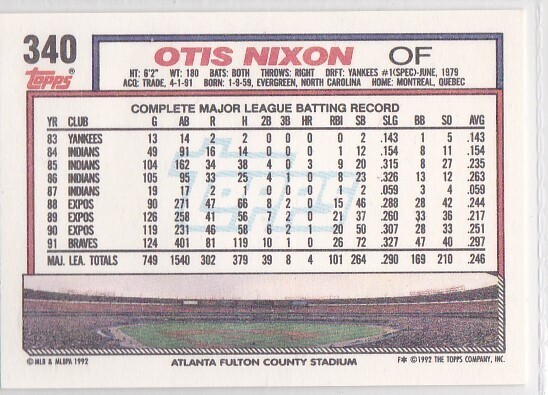 340
Topps®
OTIS NIXON OF
HT: 6'2" WT: 180 BATS: BOTH THROWS: RIGHT DRFT: YANKEES #1(SPEC)-JUNE, 1979
ACQ: TRADE, 4-1-91 BORN: 1-9-59, EVERGREEN, NORTH CAROLINA HOME: MONTREAL, QUEBEC
COMPLETE MAJOR LEAGUE BATTING RECORD
YR CLUB G AB R H 2B 3B HR RBI SB SLG BB SO AVG
83 YANKEES 13 14 2 2 0 0 0 0 2 .143 1 5 .143
84 INDIANS 49 91 16 14 0 0 0 1 12 .154 8 11 .154
85 INDIANS 104 162 34 38 4 0 3 9 20 .315 8 27 .235
86 INDIANS 105 95 33 25 4 1 0 8 23 .326 13 12 .263
87 INDIANS 19 17 2 1 0 0 0 1 2 .059 3 4 .059
88 EXPOS 90 271 47 66 8 2 0 15 46 .288 28 42 .244
89 EXPOS 126 258 41 56 7 2 0 21 37 .260 33 36 .217
90 EXPOS 119 231 46 58 6 2 1 20 50 .307 28 33 .251
91 BRAVES 124 401 81 119 10 1 0 26 72 .327 47 40 .297
MAJ. LEA. TOTALS 749 1540 302 379 39 8 4 101 264 .290 169 210 .246
© MLB & MLBPA 1992 ATLANTA FULTON COUNTY STADIUM F* © 1992 THE TOPPS COMPANY, INC.